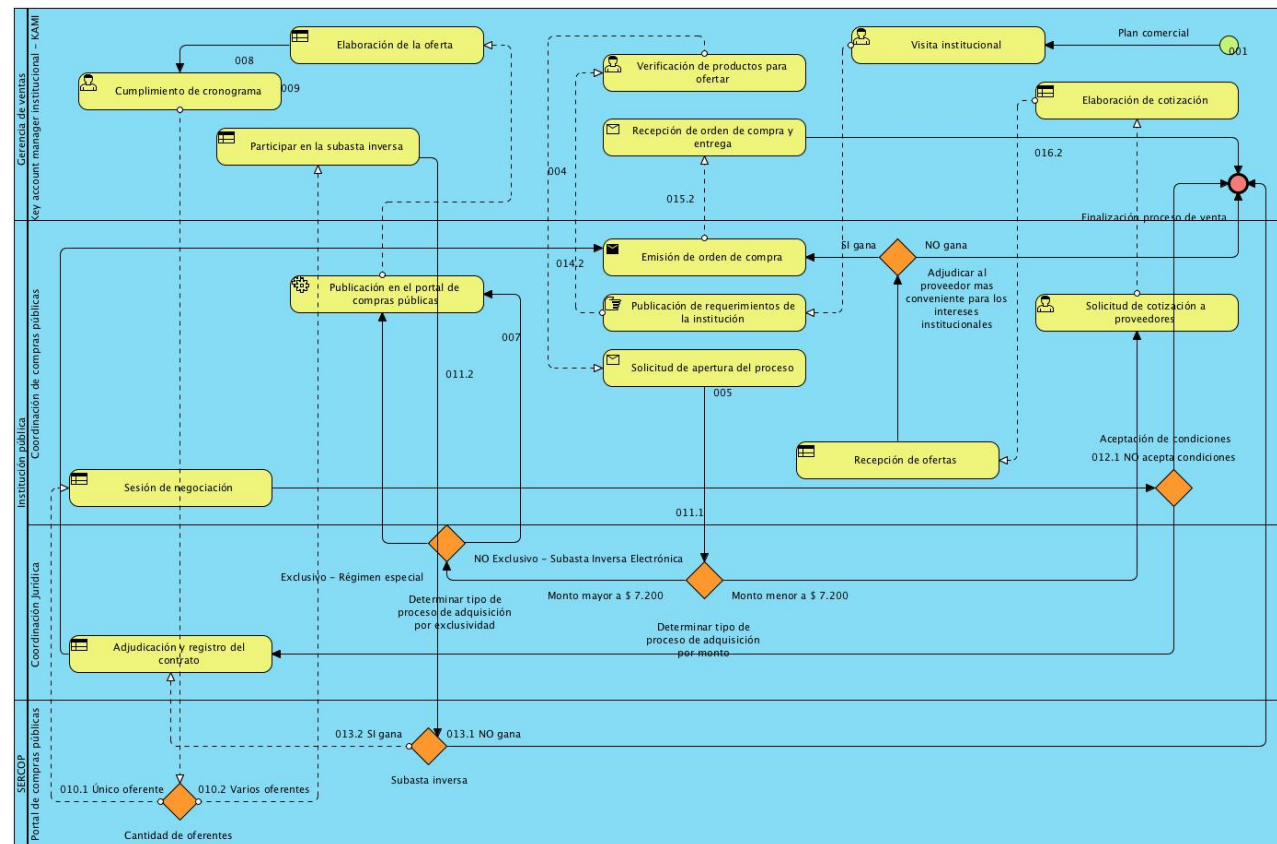 Gerencia de ventas
Key account manager institucional - KAMI
Elaboración de la oferta
008
Cumplimiento de cronograma
009
Participar en la subasta inversa
Verificación de productos para
ofertar
Recepción de orden de compra y
entrega
004
015.2
Visita institucional
Plan comercial
001
Elaboración de cotización
016.2
Finalización proceso de venta
Institución pública
Coordinación de compras públicas
Publicación en el portal de
compras públicas
007
011.2
Emisión de orden de compra
014.2
Publicación de requerimientos de
la institución
Solicitud de apertura del proceso
005
SI gana
NO gana
Adjudicar al
proveedor mas
conveniente para los
intereses
institucionales
Solicitud de cotización a
proveedores
Recepción de ofertas
Aceptación de condiciones
012.1 NO acepta condiciones
Sesión de negociación
011.1
Coordinación Jurídica
NO Exclusivo - Subasta Inversa Electrónica
Exclusivo - Régimen especial
Determinar tipo de
proceso de adquisición
por exclusividad
Monto mayor a $ 7.200
Monto menor a $ 7.200
Determinar tipo de
proceso de adquisición
por monto
Adjudicación y registro del
contrato
SERCOP
Portal de compras públicas
013.2 SI gana
013.1 NO gana
Subasta inversa
010.1 Único oferente
010.2 Varios oferentes
Cantidad de oferentes